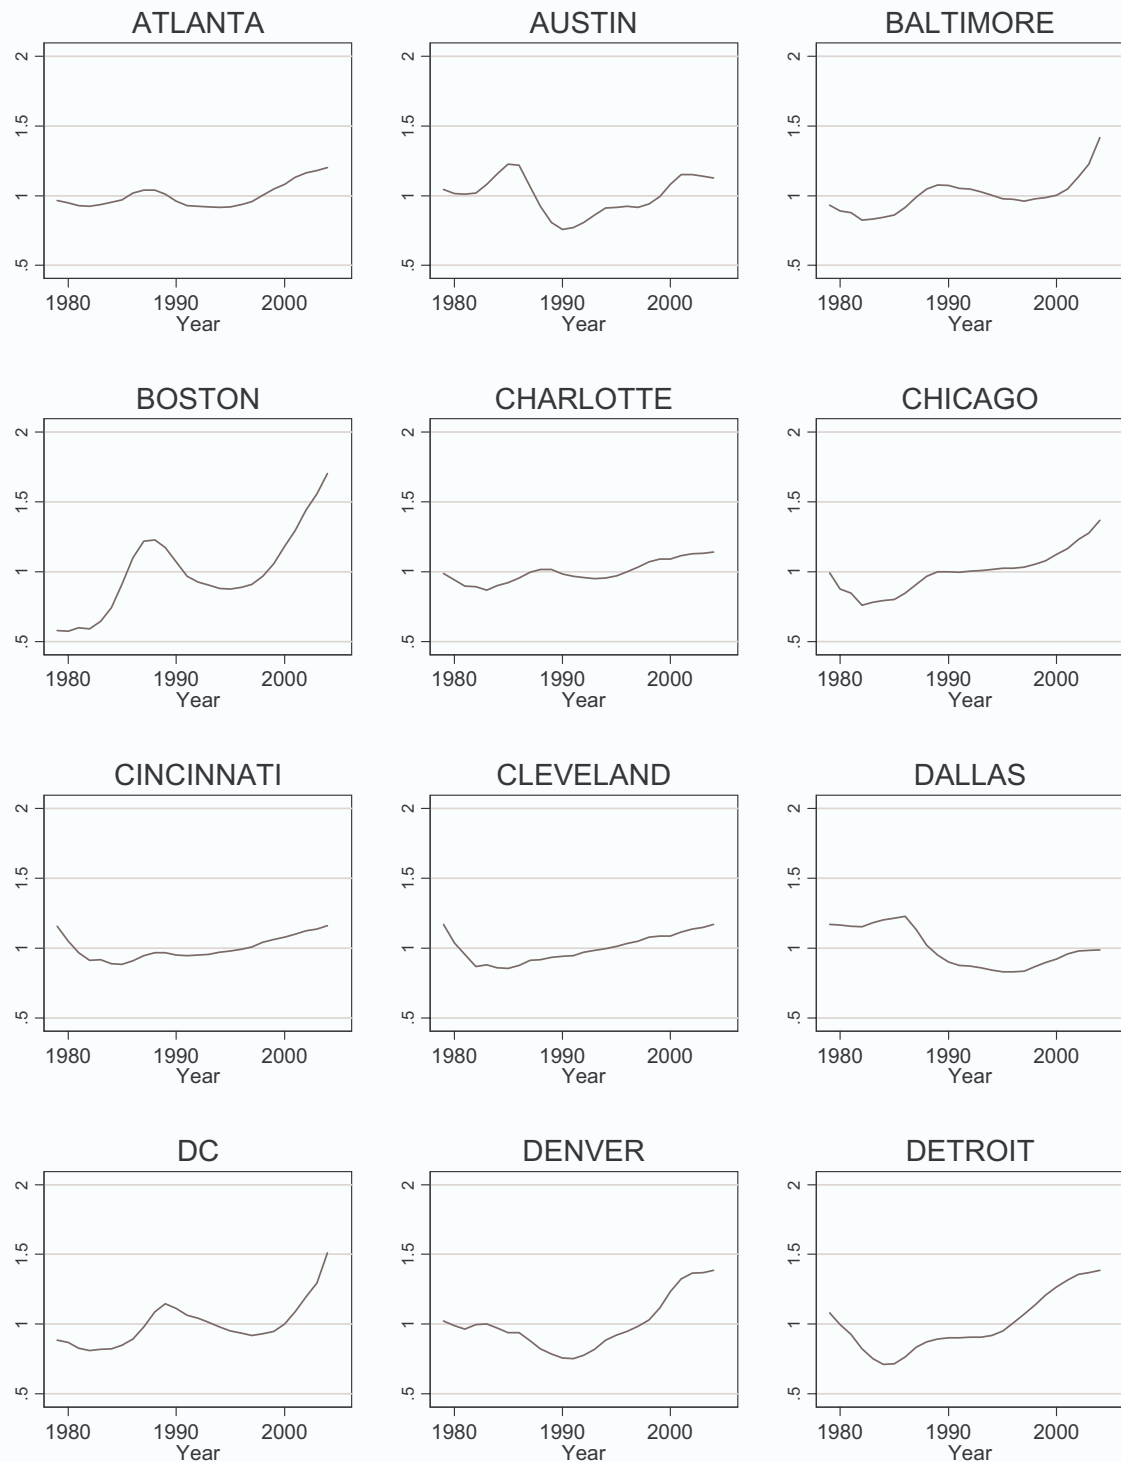 ATLANTA
2
1.5
1
.5
1980 1990 2000
Year
AUSTIN
2
1.5
1
.5
1980 1990 2000
Year
BALTIMORE
2
1.5
1
.5
1980 1990 2000
Year
BOSTON
2
1.5
1
.5
1980 1990 2000
Year
CHARLOTTE
2
1.5
1
.5
1980 1990 2000
Year
CHICAGO
2
1.5
1
.5
1980 1990 2000
Year
CINCINNATI
2
1.5
1
.5
1980 1990 2000
Year
CLEVELAND
2
1.5
1
.5
1980 1990 2000
Year
DALLAS
2
1.5
1
.5
1980 1990 2000
Year
DC
2
1.5
1
.5
1980 1990 2000
Year
DENVER
2
1.5
1
.5
1980 1990 2000
Year
DETROIT
2
1.5
1
.5
1980 1990 2000
Year